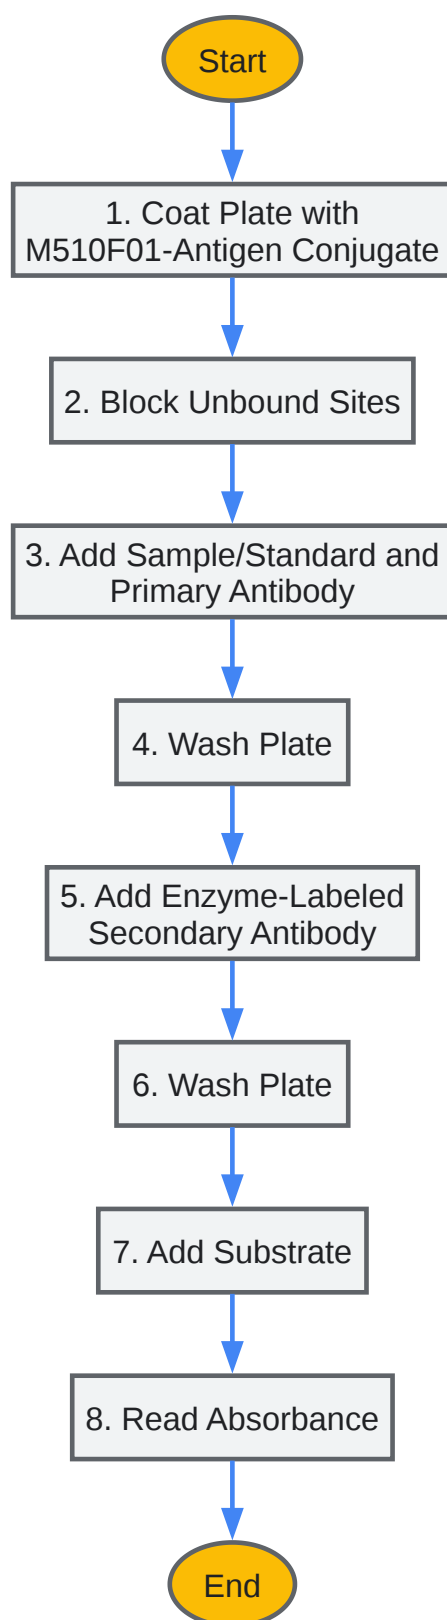 Start
1. Coat Plate with
M510F01-Antigen Conjugate
2. Block Unbound Sites
3. Add Sample/Standard and
Primary Antibody
4. Wash Plate
5. Add Enzyme-Labeled
Secondary Antibody
6. Wash Plate
7. Add Substrate
8. Read Absorbance
End